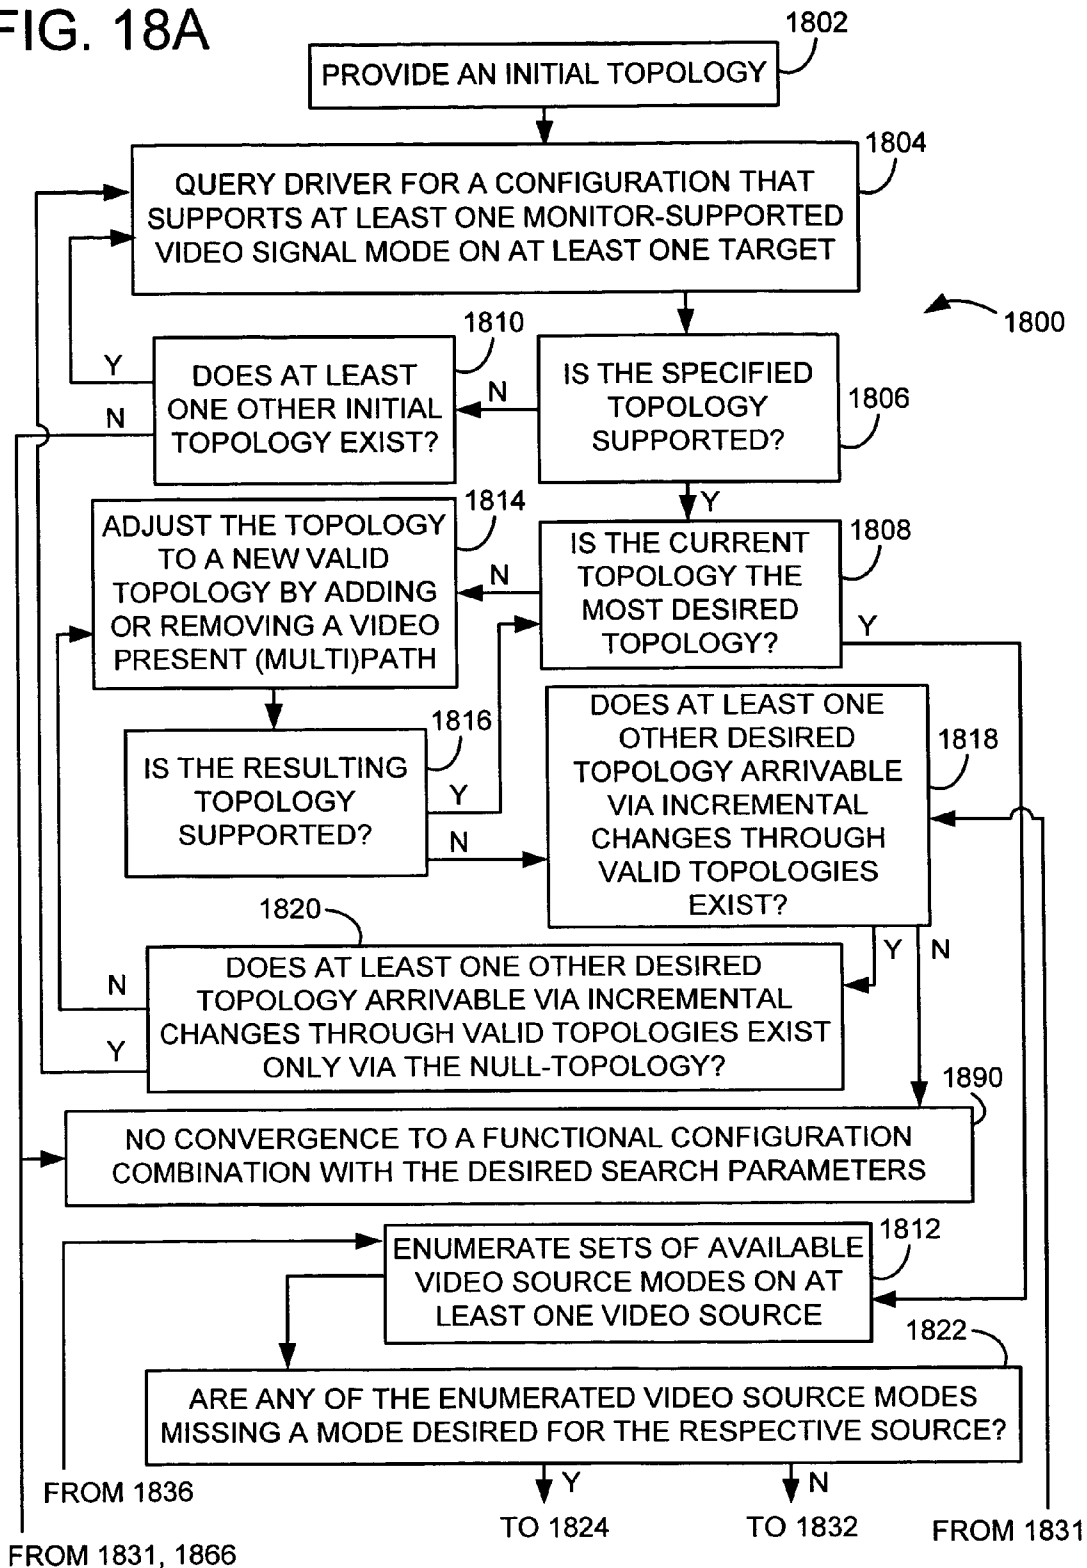 FIG. 18A
1802
PROVIDE AN INITIAL TOPOLOGY
1804
QUERY DRIVER FOR A CONFIGURATION THAT
SUPPORTS AT LEAST ONE MONITOR-SUPPORTED
VIDEO SIGNAL MODE ON AT LEAST ONE TARGET
1800
1810
DOES AT LEAST
ONE OTHER INITIAL
TOPOLOGY EXIST?
Y
N
N
IS THE SPECIFIED
TOPOLOGY
SUPPORTED?
1806
Y
1814
ADJUST THE TOPOLOGY
TO A NEW VALID
TOPOLOGY BY ADDING
OR REMOVING A VIDEO
PRESENT (MULTI)PATH
N
IS THE CURRENT
TOPOLOGY THE
MOST DESIRED
TOPOLOGY?
1808
Y
1816
IS THE RESULTING
TOPOLOGY
SUPPORTED?
Y
N
DOES AT LEAST ONE
OTHER DESIRED
TOPOLOGY ARRIVABLE
VIA INCREMENTAL
CHANGES THROUGH
VALID TOPOLOGIES
EXIST?
1818
Y
N
1820
DOES AT LEAST ONE OTHER DESIRED
TOPOLOGY ARRIVABLE VIA INCREMENTAL
CHANGES THROUGH VALID TOPOLOGIES EXIST
ONLY VIA THE NULL-TOPOLOGY?
N
Y
1890
NO CONVERGENCE TO A FUNCTIONAL CONFIGURATION
COMBINATION WITH THE DESIRED SEARCH PARAMETERS
1812
ENUMERATE SETS OF AVAILABLE
VIDEO SOURCE MODES ON AT
LEAST ONE VIDEO SOURCE
1822
ARE ANY OF THE ENUMERATED VIDEO SOURCE MODES
MISSING A MODE DESIRED FOR THE RESPECTIVE SOURCE?
Y
N
FROM 1836
TO 1824
TO 1832
FROM 1831
FROM 1831, 1866